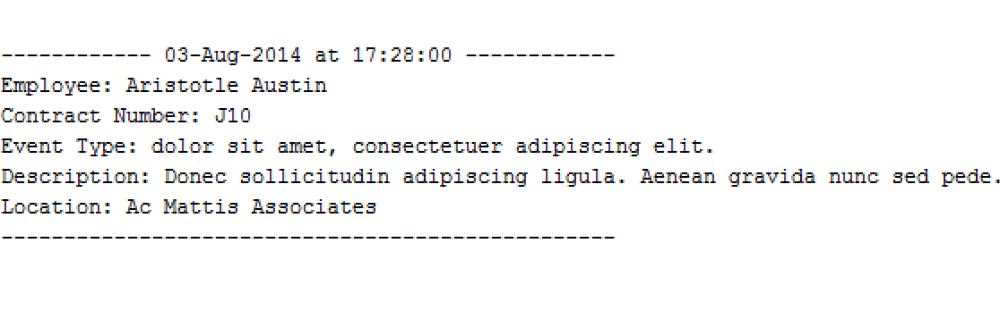 ------------ 03-Aug-2014 at 17:28:00 ------------
Employee: Aristotle Austin
Contract Number: J10
Event Type: dolor sit amet, consectetuer adipiscing elit.
Description: Donec sollicitudin adipiscing ligula. Aenean gravida nunc sed pede.
Location: Ac Mattis Associates
-------------------------------------------------